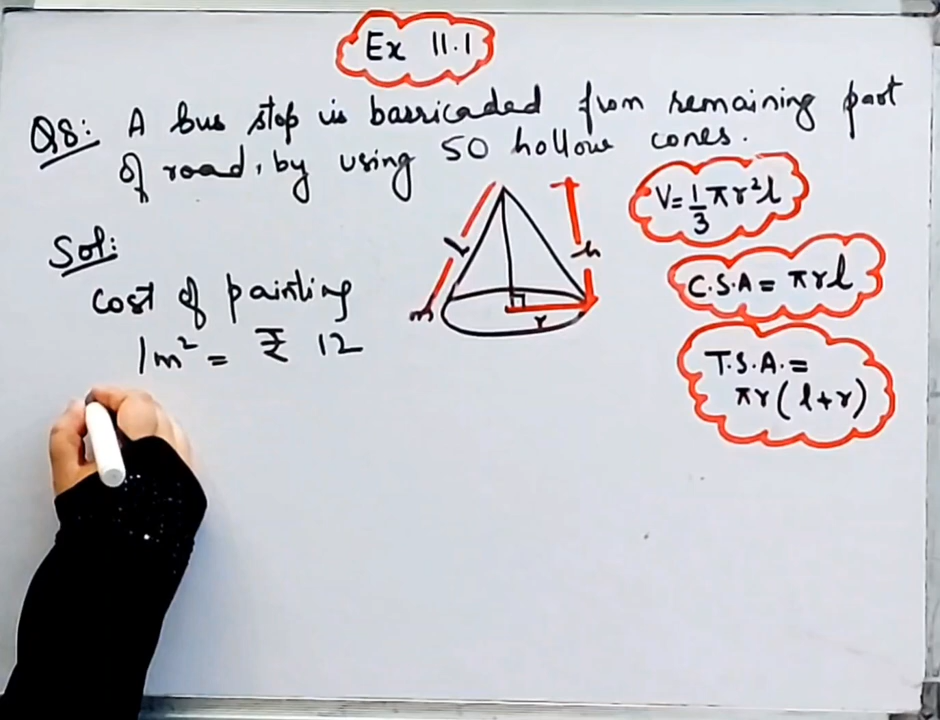 Ex 11.1
Q8: A bus stop is barricaded from remaining part
of road, by using 50 hollow cones.
Sol:
Cost of painting
1m² = ₹ 12
h
r
V = 1/3 πr²l
C.S.A = πrl
T.S.A. =
πr(l+r)